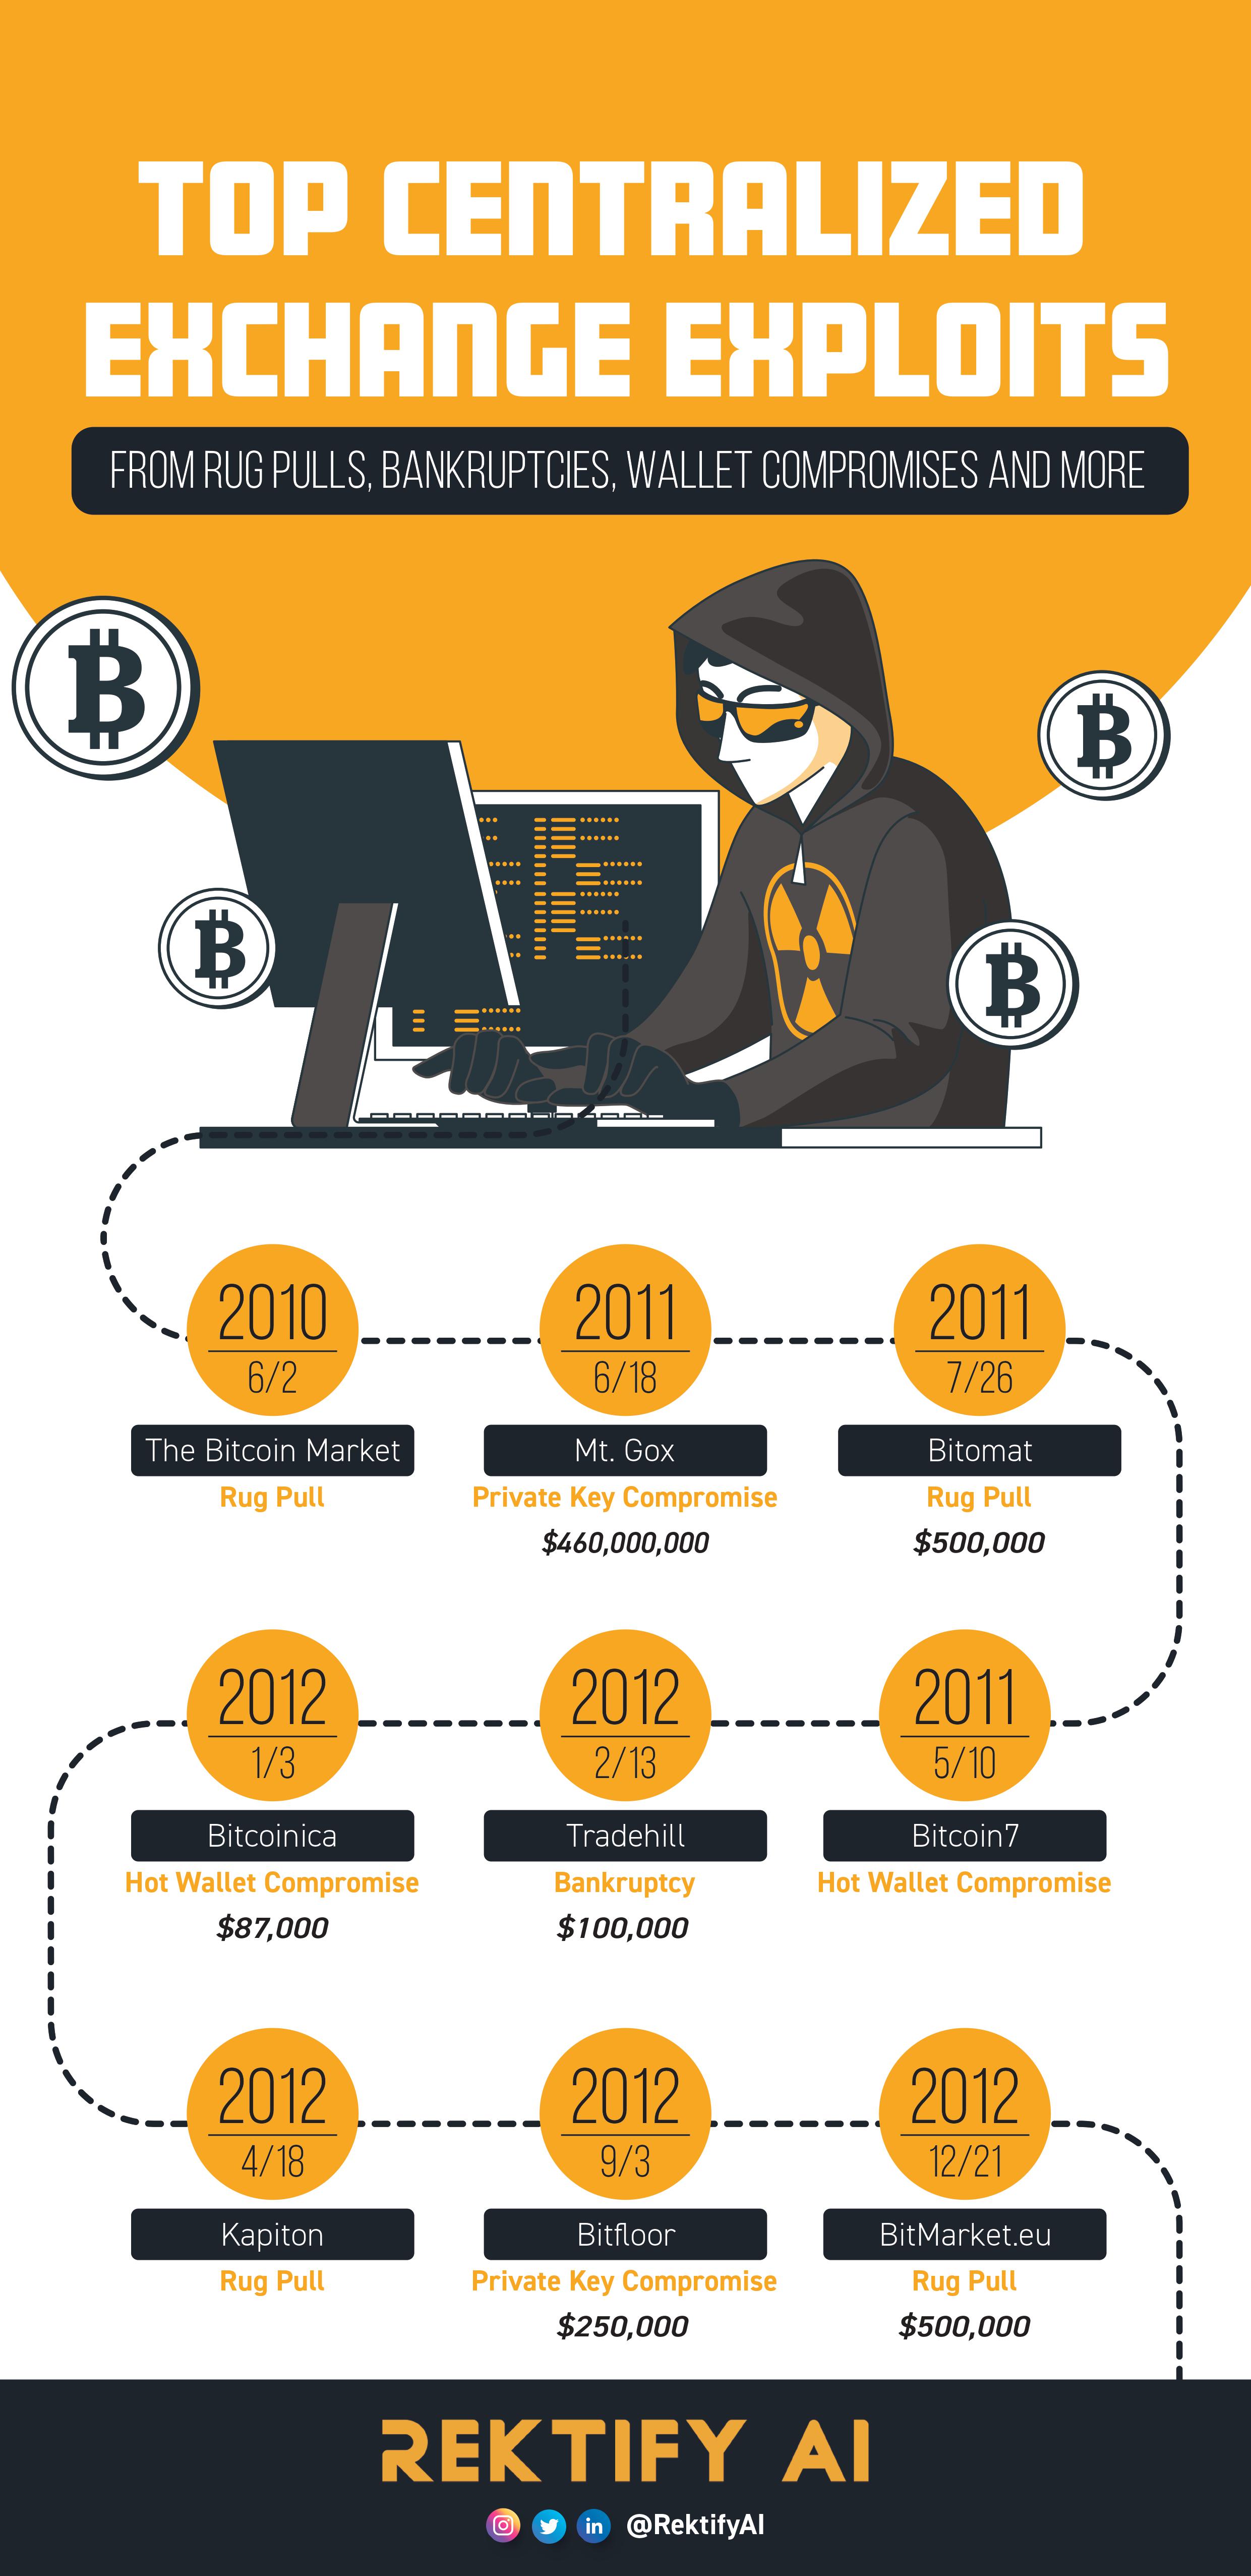 TOP CENTRALIZED
EXCHANGE EXPLOITS
FROM RUG PULLS, BANKRUPTCIES, WALLET COMPROMISES AND MORE
2010
6/2
The Bitcoin Market
Rug Pull
2011
6/18
Mt. Gox
Private Key Compromise
$460,000,000
2011
7/26
Bitomat
Rug Pull
$500,000
2012
1/3
Bitcoinica
Hot Wallet Compromise
$87,000
2012
2/13
Tradehill
Bankruptcy
$100,000
2011
5/10
Bitcoin7
Hot Wallet Compromise
2012
4/18
Kapiton
Rug Pull
2012
9/3
Bitfloor
Private Key Compromise
$250,000
2012
12/21
BitMarket.eu
Rug Pull
$500,000
REKTIFY AI
@RektifyAI